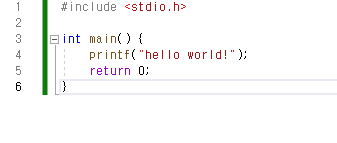 1 #include <stdio.h>
2
3 int main() {
4     printf("hello world!");
5     return 0;
6 }